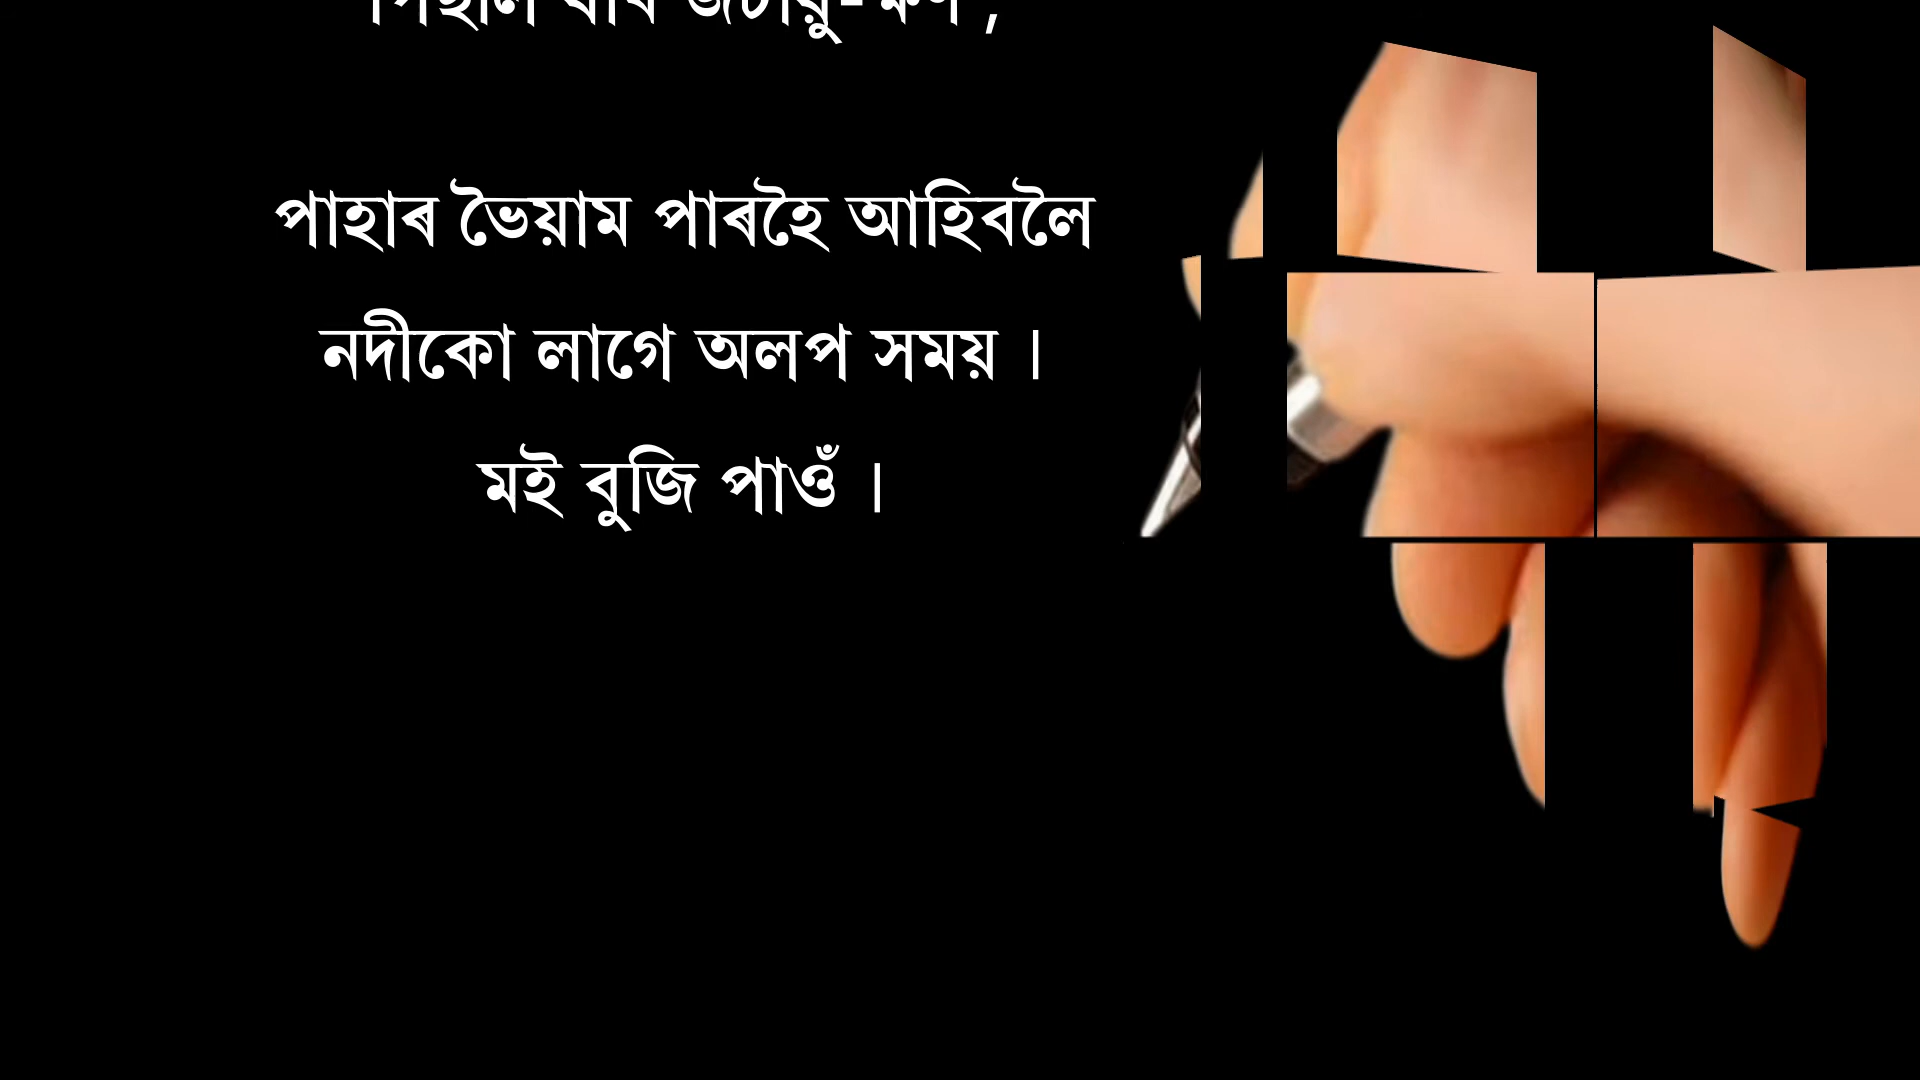 পাহাৰ ভৈয়াম পাৰহৈ আহিবলৈ
নদীকো লাগে অলপ সময় ।
মই বুজি পাওঁ ।